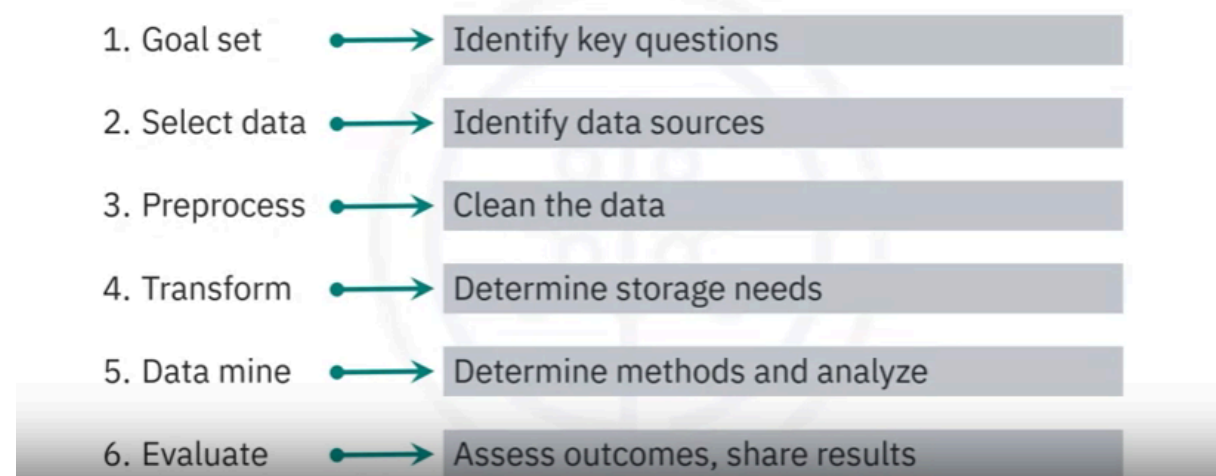 1. Goal set Identify key questions
2. Select data Identify data sources
3. Preprocess Clean the data
4. Transform Determine storage needs
5. Data mine Determine methods and analyze
6. Evaluate Assess outcomes, share results